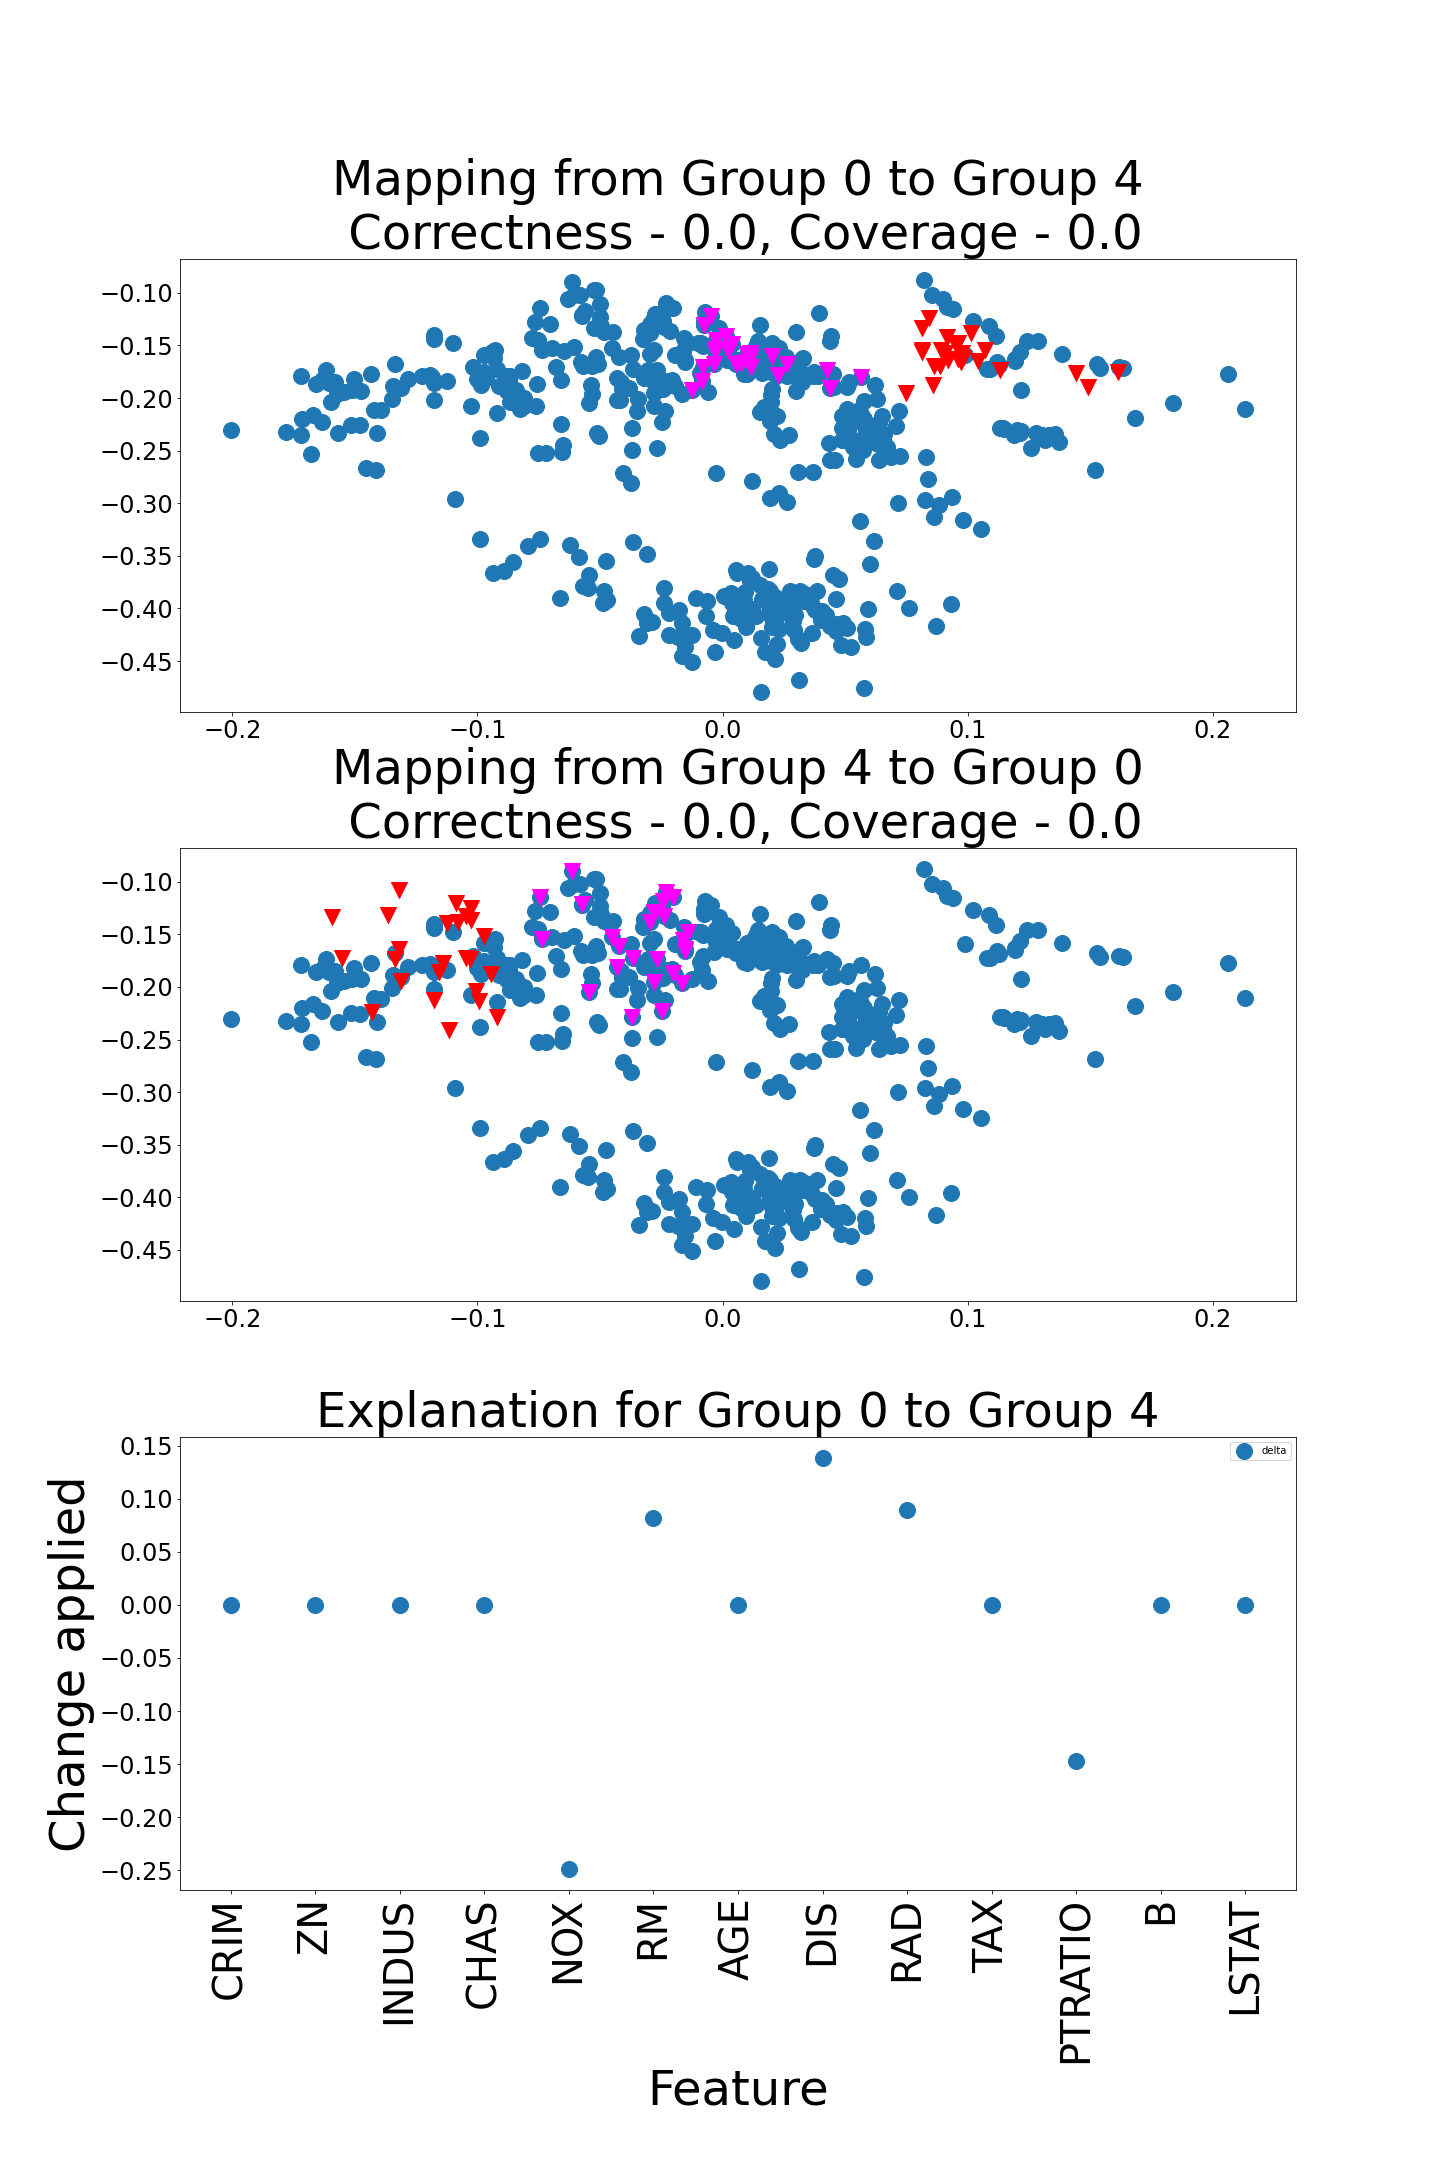 Mapping from Group 0 to Group 4
Correctness - 0.0, Coverage - 0.0
−0.10
−0.15
−0.20
−0.25
−0.30
−0.35
−0.40
−0.45
−0.2 −0.1 0.0 0.1 0.2
Mapping from Group 4 to Group 0
Correctness - 0.0, Coverage - 0.0
−0.10
−0.15
−0.20
−0.25
−0.30
−0.35
−0.40
−0.45
−0.2 −0.1 0.0 0.1 0.2
Explanation for Group 0 to Group 4
delta
Change applied
0.15
0.10
0.05
0.00
−0.05
−0.10
−0.15
−0.20
−0.25
CRIM
ZN
INDUS
CHAS
NOX
RM
AGE
DIS
RAD
TAX
PTRATIO
B
LSTAT
Feature